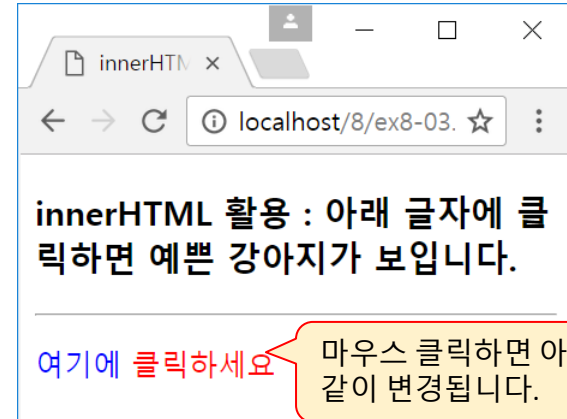 innerHTM
localhost/8/ex8-03.
innerHTML 활용 : 아래 글자에 클
릭하면 예쁜 강아지가 보입니다.
여기에 클릭하세요
마우스 클릭하면 아
같이 변경됩니다.